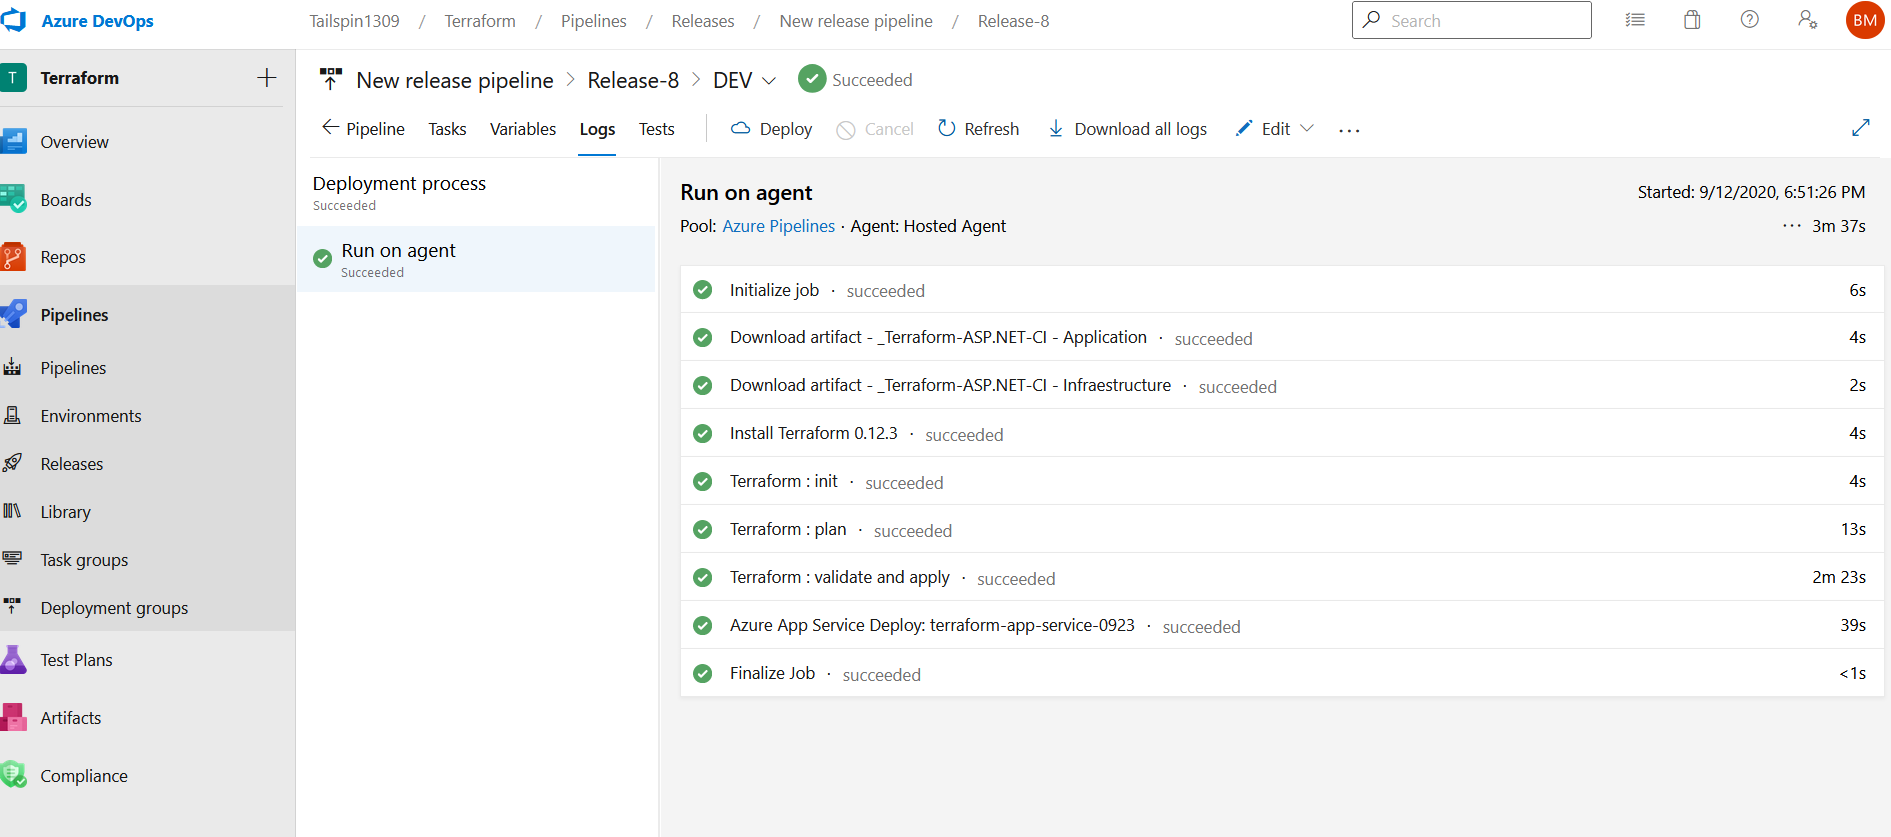 Azure DevOps
Tailspin1309 / Terraform / Pipelines / Releases / New release pipeline / Release-8
Search
BM
T Terraform
Overview
Boards
Repos
Pipelines
Pipelines
Environments
Releases
Library
Task groups
Deployment groups
Test Plans
Artifacts
Compliance
New release pipeline > Release-8 > DEV Succeeded
Pipeline Tasks Variables Logs Tests Deploy Cancel Refresh Download all logs Edit ...
Deployment process
Succeeded
Run on agent
Succeeded
Run on agent
Started: 9/12/2020, 6:51:26 PM
Pool: Azure Pipelines · Agent: Hosted Agent
... 3m 37s
Initialize job · succeeded 6s
Download artifact - _Terraform-ASP.NET-CI - Application · succeeded 4s
Download artifact - _Terraform-ASP.NET-CI - Infraestructure · succeeded 2s
Install Terraform 0.12.3 · succeeded 4s
Terraform : init · succeeded 4s
Terraform : plan · succeeded 13s
Terraform : validate and apply · succeeded 2m 23s
Azure App Service Deploy: terraform-app-service-0923 · succeeded 39s
Finalize Job · succeeded <1s